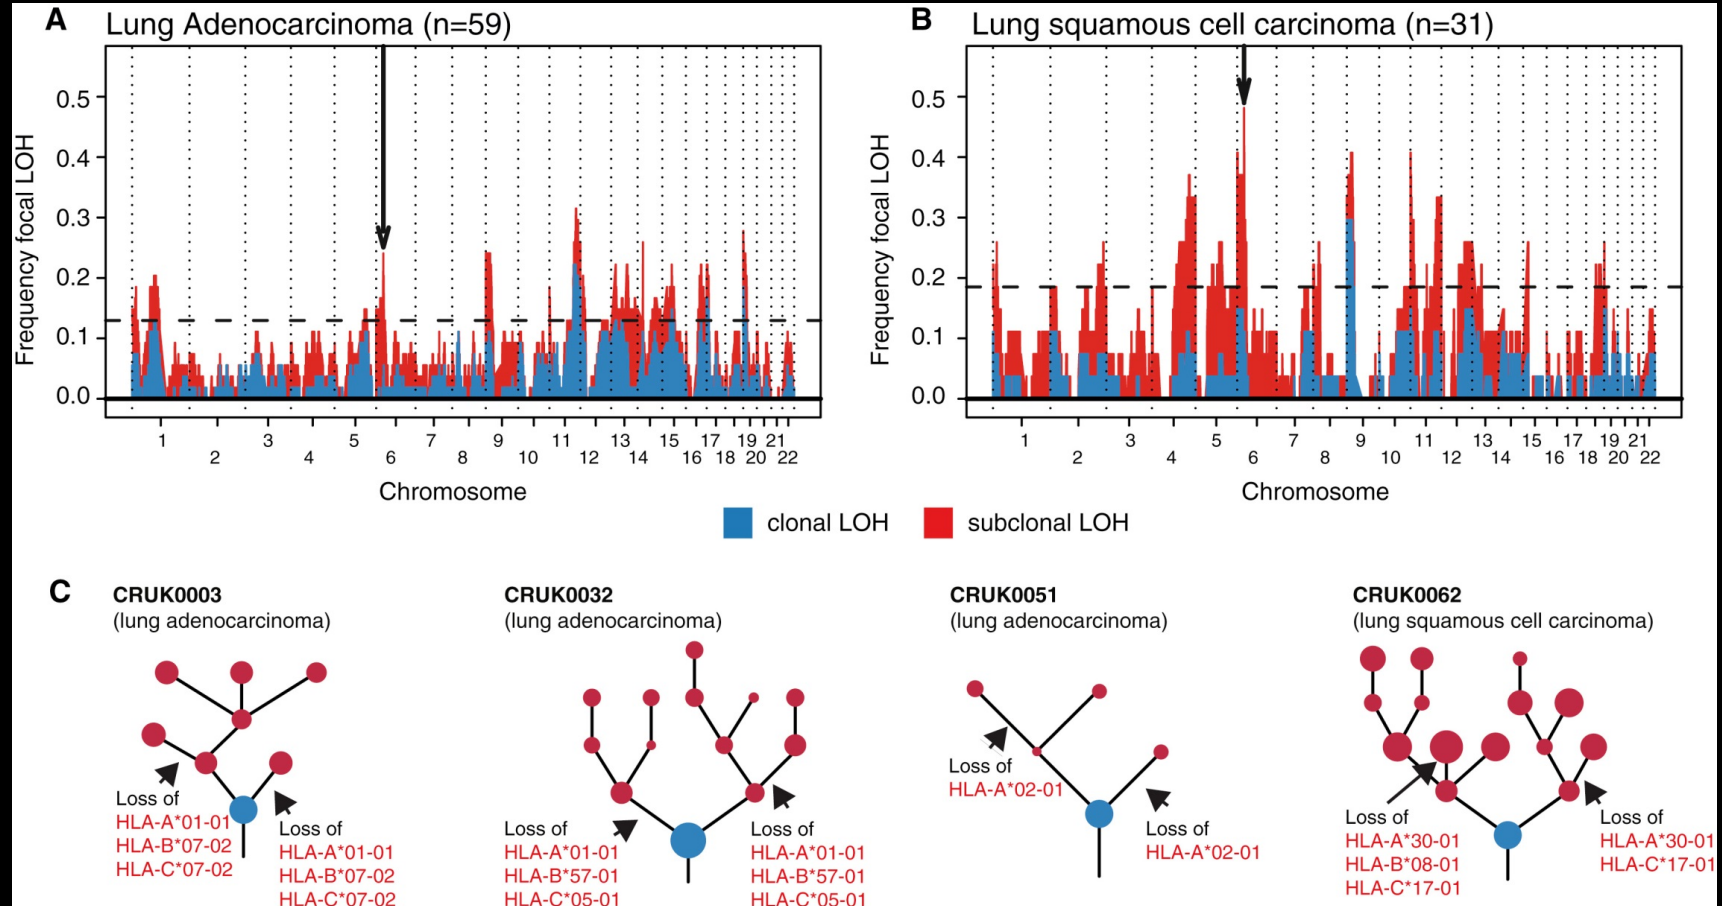 A
Lung Adenocarcinoma (n=59)
Frequency focal LOH
0.5
0.4
0.3
0.2
0.1
0.0
1 3 5 7 9 11 13 15 17 19 21
2 4 6 8 10 12 14 16 18 20 22
Chromosome
B
Lung squamous cell carcinoma (n=31)
Frequency focal LOH
0.5
0.4
0.3
0.2
0.1
0.0
1 3 5 7 9 11 13 15 17 19 21
2 4 6 8 10 12 14 16 18 20 22
Chromosome
clonal LOH
subclonal LOH
C
CRUK0003
(lung adenocarcinoma)
Loss of
HLA-A*01-01
HLA-B*07-02
HLA-C*07-02
Loss of
HLA-A*01-01
HLA-B*07-02
HLA-C*07-02
CRUK0032
(lung adenocarcinoma)
Loss of
HLA-A*01-01
HLA-B*57-01
HLA-C*05-01
Loss of
HLA-A*01-01
HLA-B*57-01
HLA-C*05-01
CRUK0051
(lung adenocarcinoma)
Loss of
HLA-A*02-01
Loss of
HLA-A*02-01
CRUK0062
(lung squamous cell carcinoma)
Loss of
HLA-A*30-01
HLA-B*08-01
HLA-C*17-01
Loss of
HLA-A*30-01
HLA-C*17-01